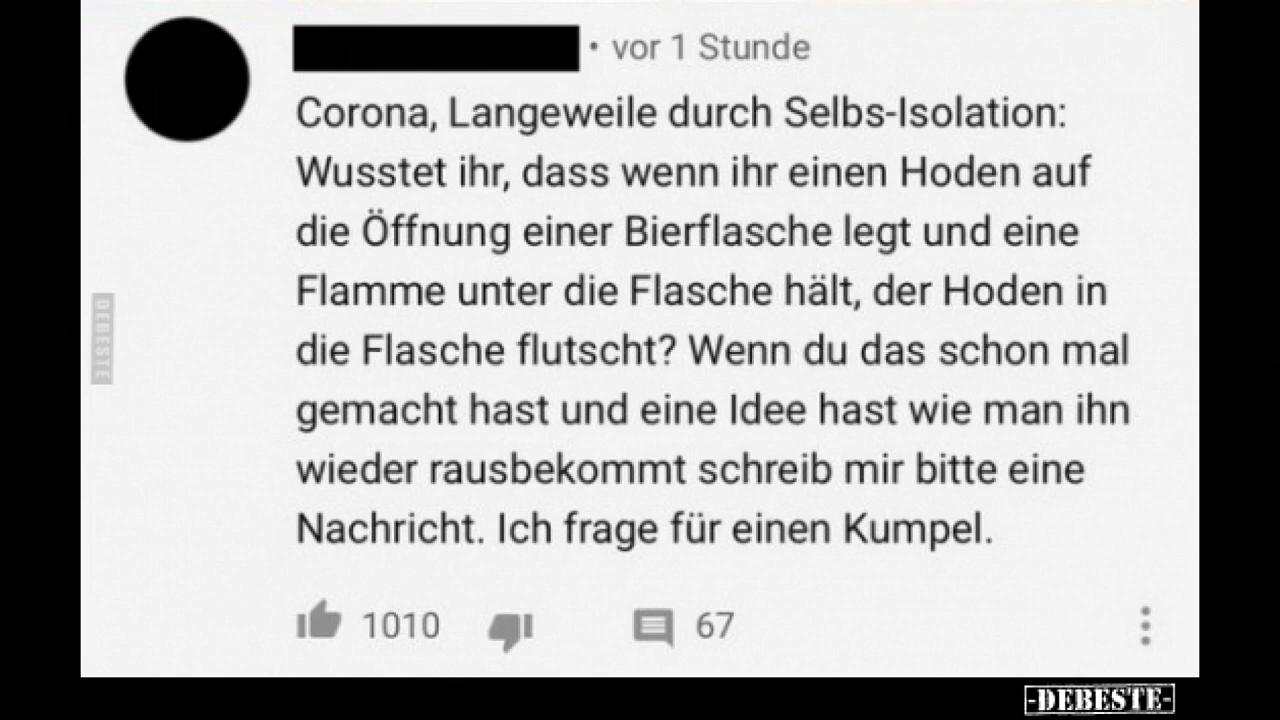 • vor 1 Stunde
Corona, Langeweile durch Selbs-Isolation:
Wusstet ihr, dass wenn ihr einen Hoden auf
die Öffnung einer Bierflasche legt und eine
Flamme unter die Flasche hält, der Hoden in
die Flasche flutscht? Wenn du das schon mal
gemacht hast und eine Idee hast wie man ihn
wieder rausbekommt schreib mir bitte eine
Nachricht. Ich frage für einen Kumpel.
1010 67
DEBESTE
-DEBESTE-